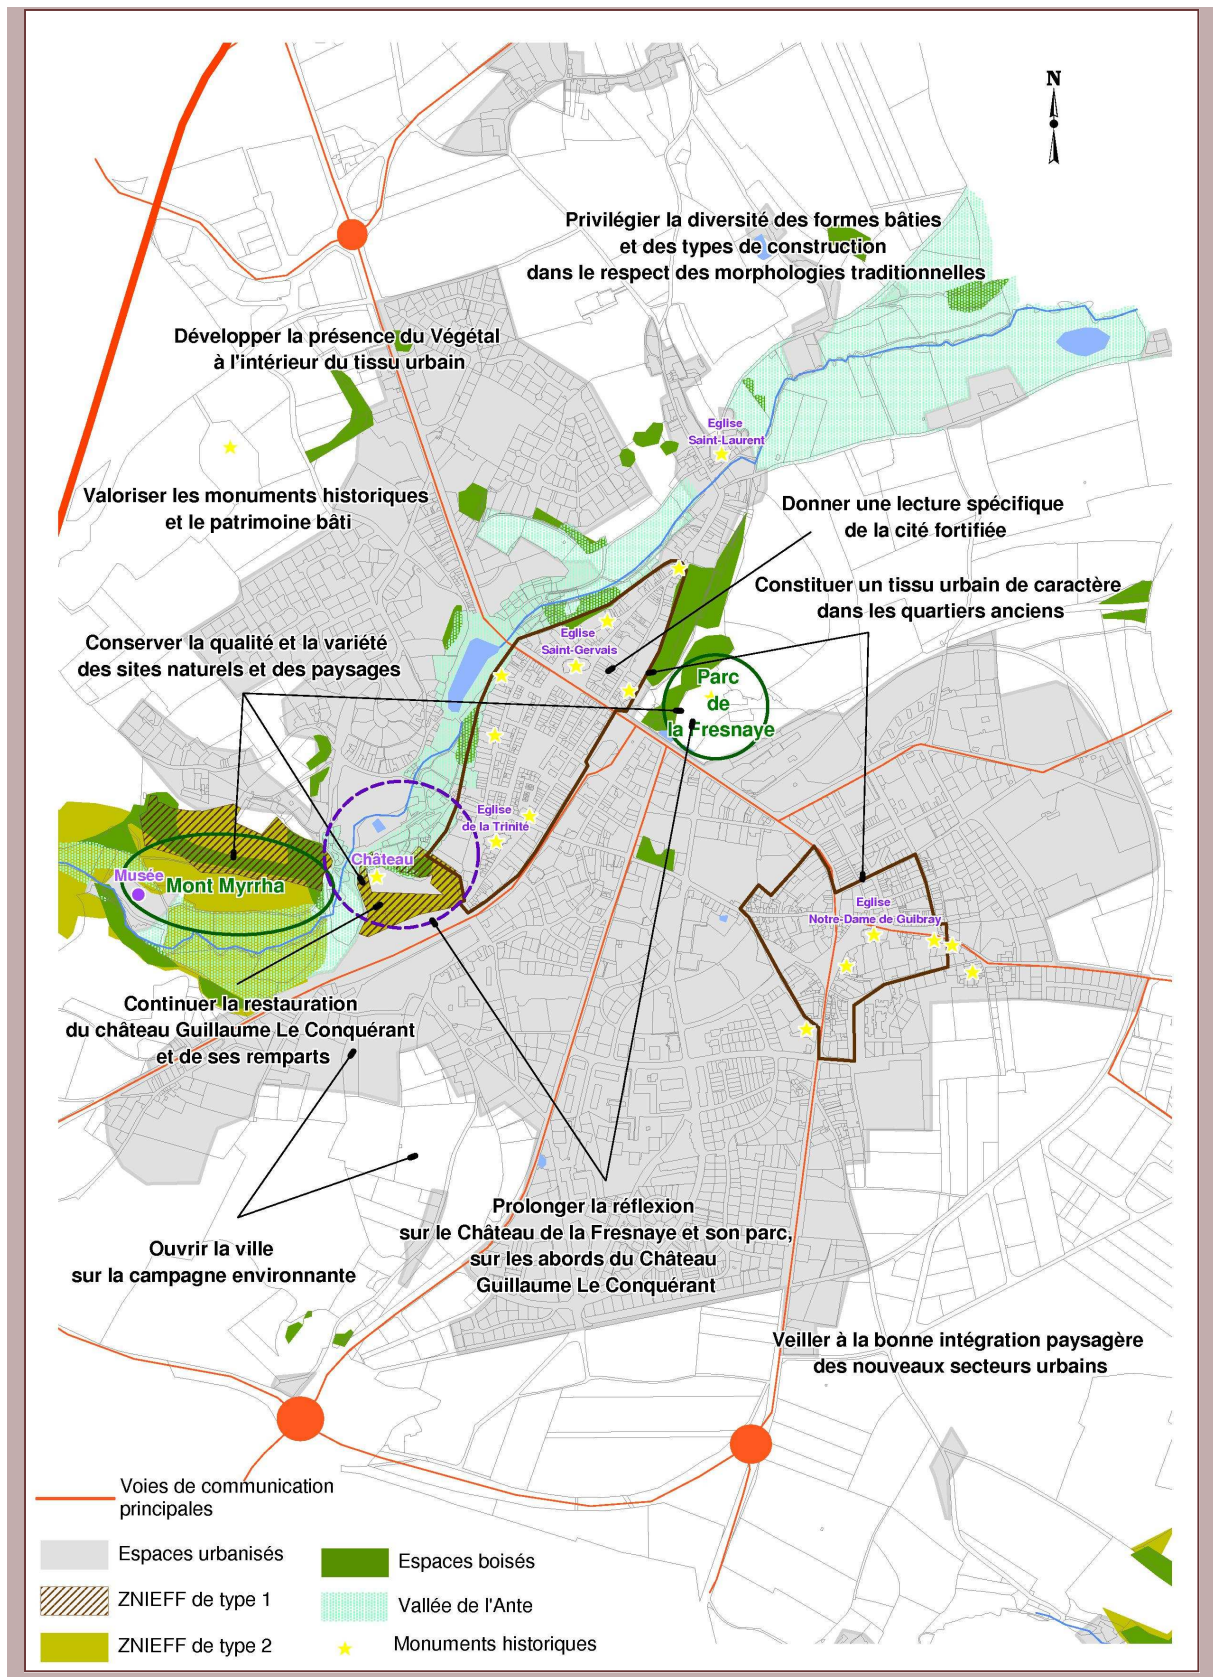 N
Privilégier la diversité des formes bâties
et des types de construction
dans le respect des morphologies traditionnelles
Développer la présence du Végétal
à l'intérieur du tissu urbain
Eglise
Saint-Laurent
Valoriser les monuments historiques
et le patrimoine bâti
Donner une lecture spécifique
de la cité fortifiée
Constituer un tissu urbain de caractère
dans les quartiers anciens
Conserver la qualité et la variété
des sites naturels et des paysages
Eglise
Saint-Gervais
Parc
de
la Fresnaye
Eglise
de la Trinité
Château
Musée
Mont Myrrha
Eglise
Notre-Dame de Guibray
Continuer la restauration
du château Guillaume Le Conquérant
et de ses remparts
Prolonger la réflexion
sur le Château de la Fresnaye et son parc,
sur les abords du Château
Guillaume Le Conquérant
Ouvrir la ville
sur la campagne environnante
Veiller à la bonne intégration paysagère
des nouveaux secteurs urbains
Voies de communication
principales
Espaces urbanisés
ZNIEFF de type 1
ZNIEFF de type 2
Espaces boisés
Vallée de l'Ante
Monuments historiques